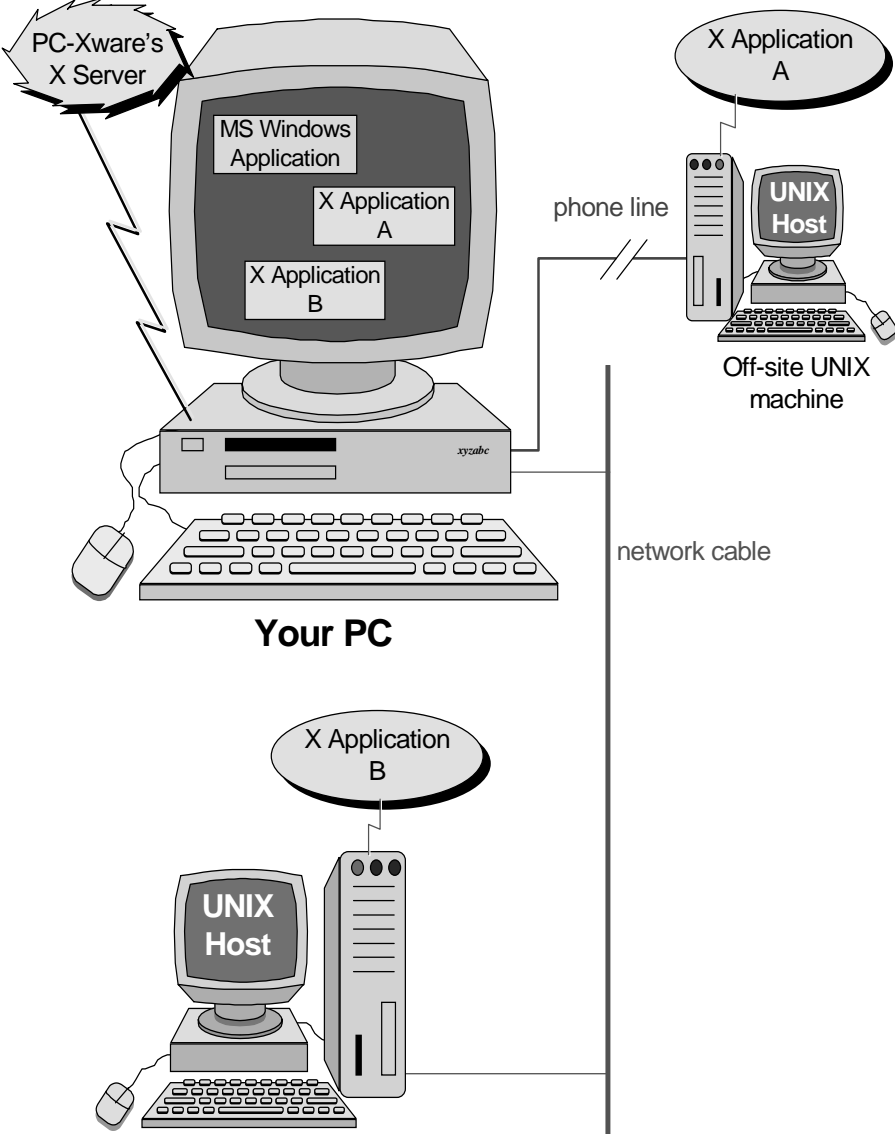 PC-Xware's
X Server
X Application
A
MS Windows
Application
X Application
A
X Application
B
phone line
UNIX
Host
Off-site UNIX
machine
xyzabc
network cable
Your PC
X Application
B
UNIX
Host